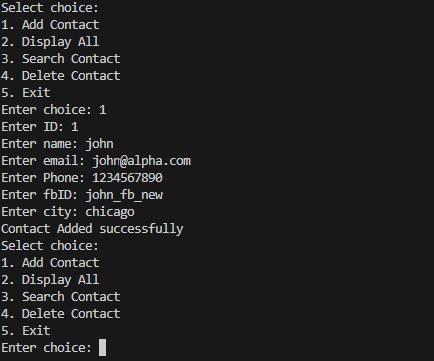 Select choice:
1. Add Contact
2. Display All
3. Search Contact
4. Delete Contact
5. Exit
Enter choice: 1
Enter ID: 1
Enter name: john
Enter email: john@alpha.com
Enter Phone: 1234567890
Enter fbID: john_fb_new
Enter city: chicago
Contact Added successfully
Select choice:
1. Add Contact
2. Display All
3. Search Contact
4. Delete Contact
5. Exit
Enter choice: